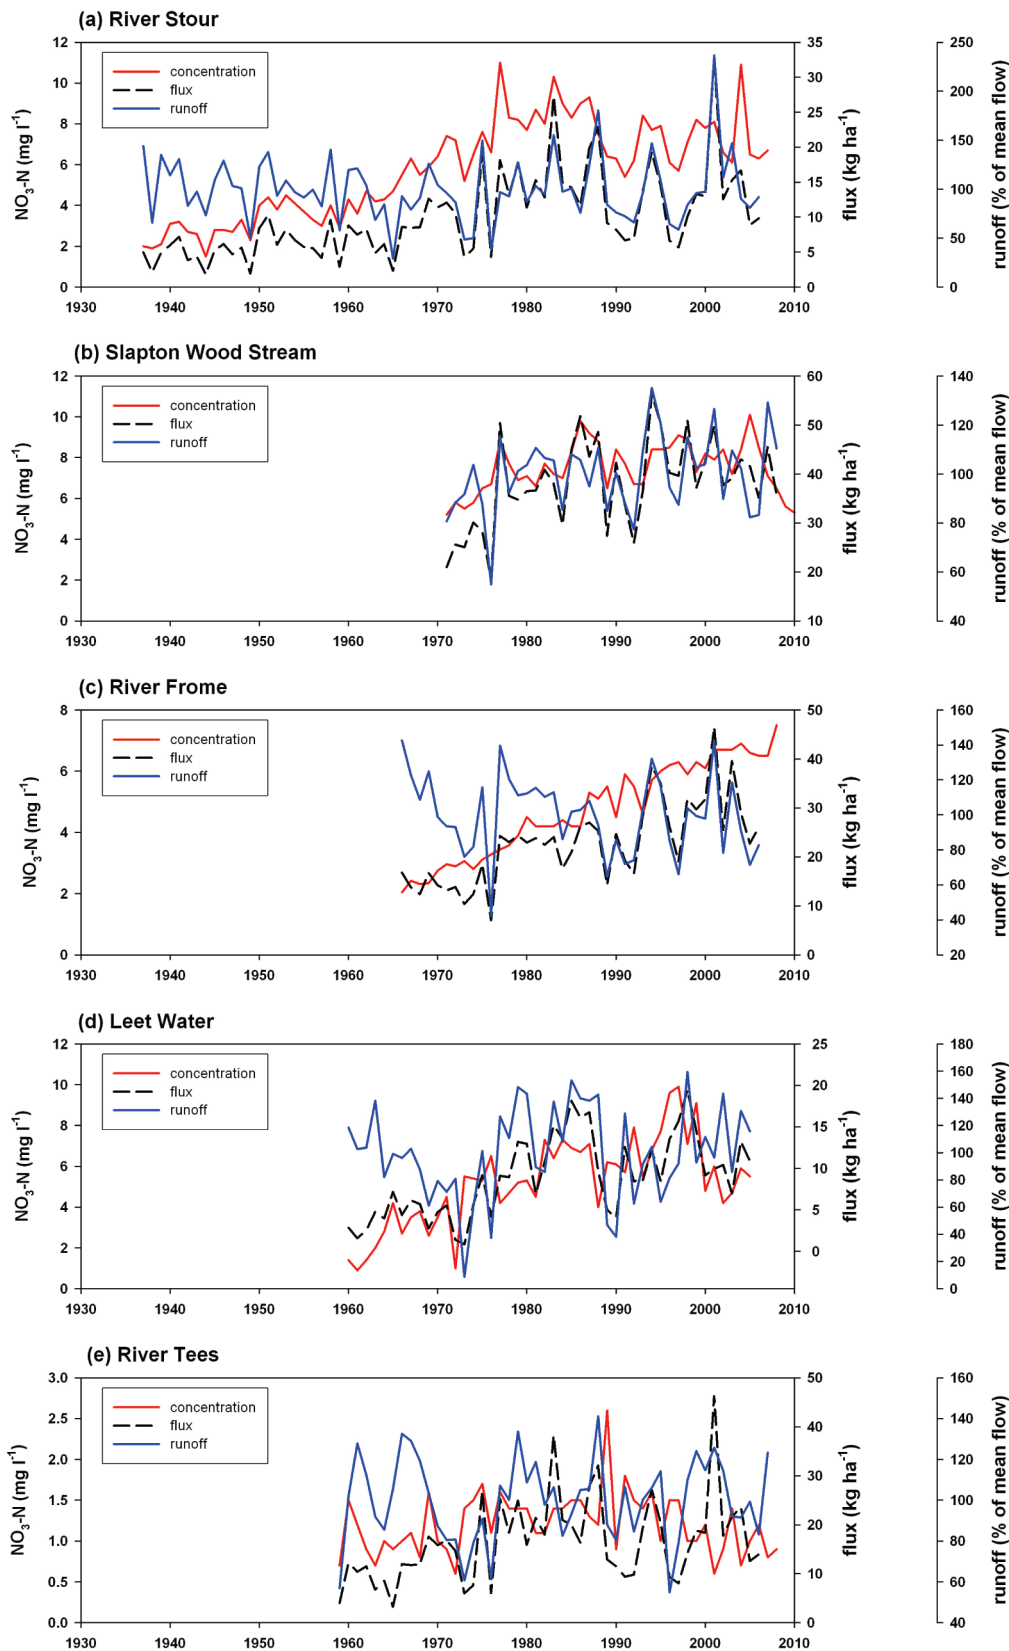 (a) River Stour
12
10
8
6
4
2
0
NO3-N (mg l-1)
concentration
flux
runoff
35
30
25
20
15
10
5
0
flux (kg ha-1)
250
200
150
100
50
0
runoff (% of mean flow)
1930 1940 1950 1960 1970 1980 1990 2000 2010
(b) Slapton Wood Stream
12
10
8
6
4
2
0
NO3-N (mg l-1)
concentration
flux
runoff
60
50
40
30
20
10
flux (kg ha-1)
140
120
100
80
60
40
runoff (% of mean flow)
1930 1940 1950 1960 1970 1980 1990 2000 2010
(c) River Frome
8
6
4
2
0
NO3-N (mg l-1)
concentration
flux
runoff
50
40
30
20
10
0
flux (kg ha-1)
160
140
120
100
80
60
40
20
runoff (% of mean flow)
1930 1940 1950 1960 1970 1980 1990 2000 2010
(d) Leet Water
12
10
8
6
4
2
0
NO3-N (mg l-1)
concentration
flux
runoff
25
20
15
10
5
0
flux (kg ha-1)
180
160
140
120
100
80
60
40
20
0
runoff (% of mean flow)
1930 1940 1950 1960 1970 1980 1990 2000 2010
(e) River Tees
3.0
2.5
2.0
1.5
1.0
0.5
0.0
NO3-N (mg l-1)
concentration
flux
runoff
50
40
30
20
10
0
flux (kg ha-1)
160
140
120
100
80
60
40
runoff (% of mean flow)
1930 1940 1950 1960 1970 1980 1990 2000 2010